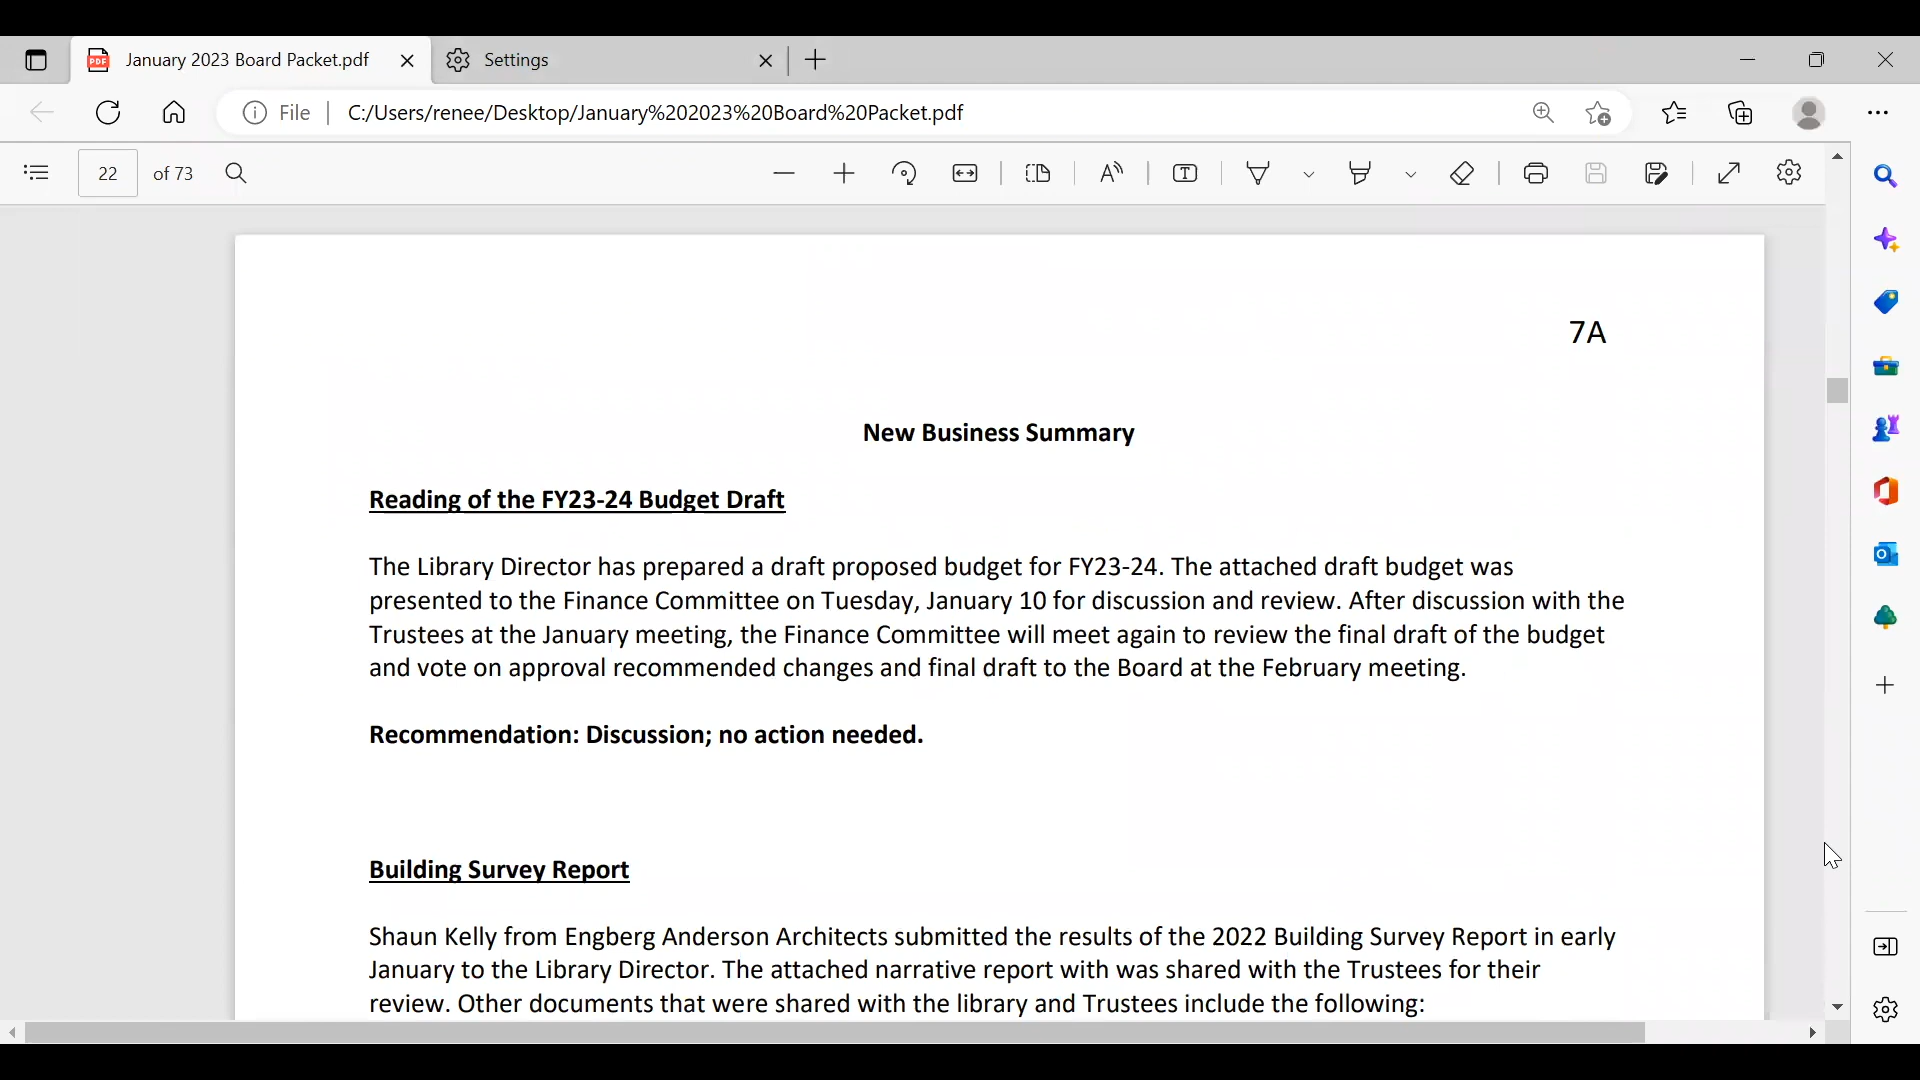 January 2023 Board Packet.pdf
Settings
File
C:/Users/renee/Desktop/January%202023%20Board%20Packet.pdf
22 of 73
7A
New Business Summary
Reading of the FY23-24 Budget Draft
The Library Director has prepared a draft proposed budget for FY23-24. The attached draft budget was
presented to the Finance Committee on Tuesday, January 10 for discussion and review. After discussion with the
Trustees at the January meeting, the Finance Committee will meet again to review the final draft of the budget
and vote on approval recommended changes and final draft to the Board at the February meeting.
Recommendation: Discussion; no action needed.
Building Survey Report
Shaun Kelly from Engberg Anderson Architects submitted the results of the 2022 Building Survey Report in early
January to the Library Director. The attached narrative report with was shared with the Trustees for their
review. Other documents that were shared with the library and Trustees include the following: